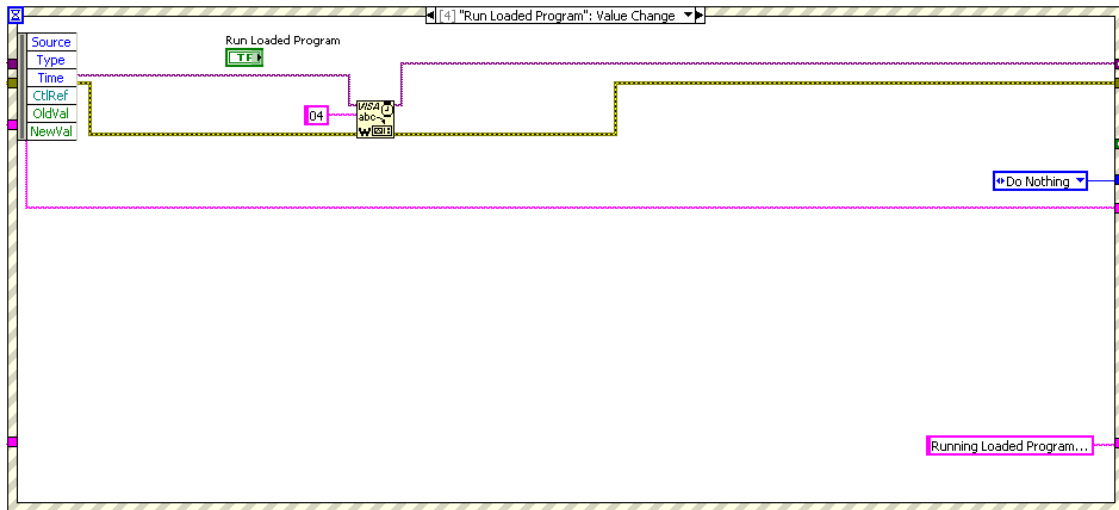 [4] "Run Loaded Program": Value Change
Source
Type
Time
CtlRef
OldVal
NewVal
Run Loaded Program
TF
04
VISA
abc
W
Do Nothing
Running Loaded Program...